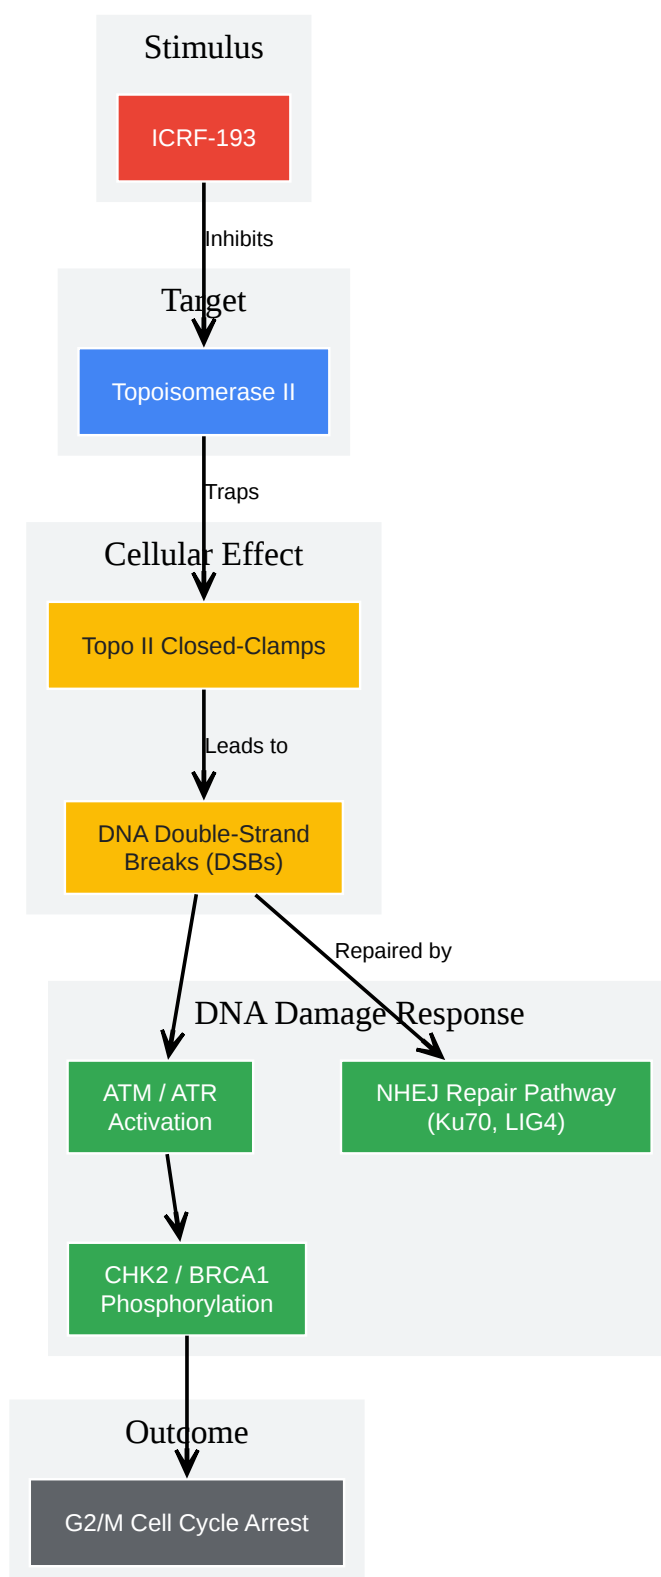 Stimulus
ICRF-193
Inhibits
Target
Topoisomerase II
Traps
Cellular Effect
Topo II Closed-Clamps
Leads to
DNA Double-Strand
Breaks (DSBs)
Repaired by
DNA Damage Response
ATM / ATR
Activation
NHEJ Repair Pathway
(Ku70, LIG4)
CHK2 / BRCA1
Phosphorylation
Outcome
G2/M Cell Cycle Arrest